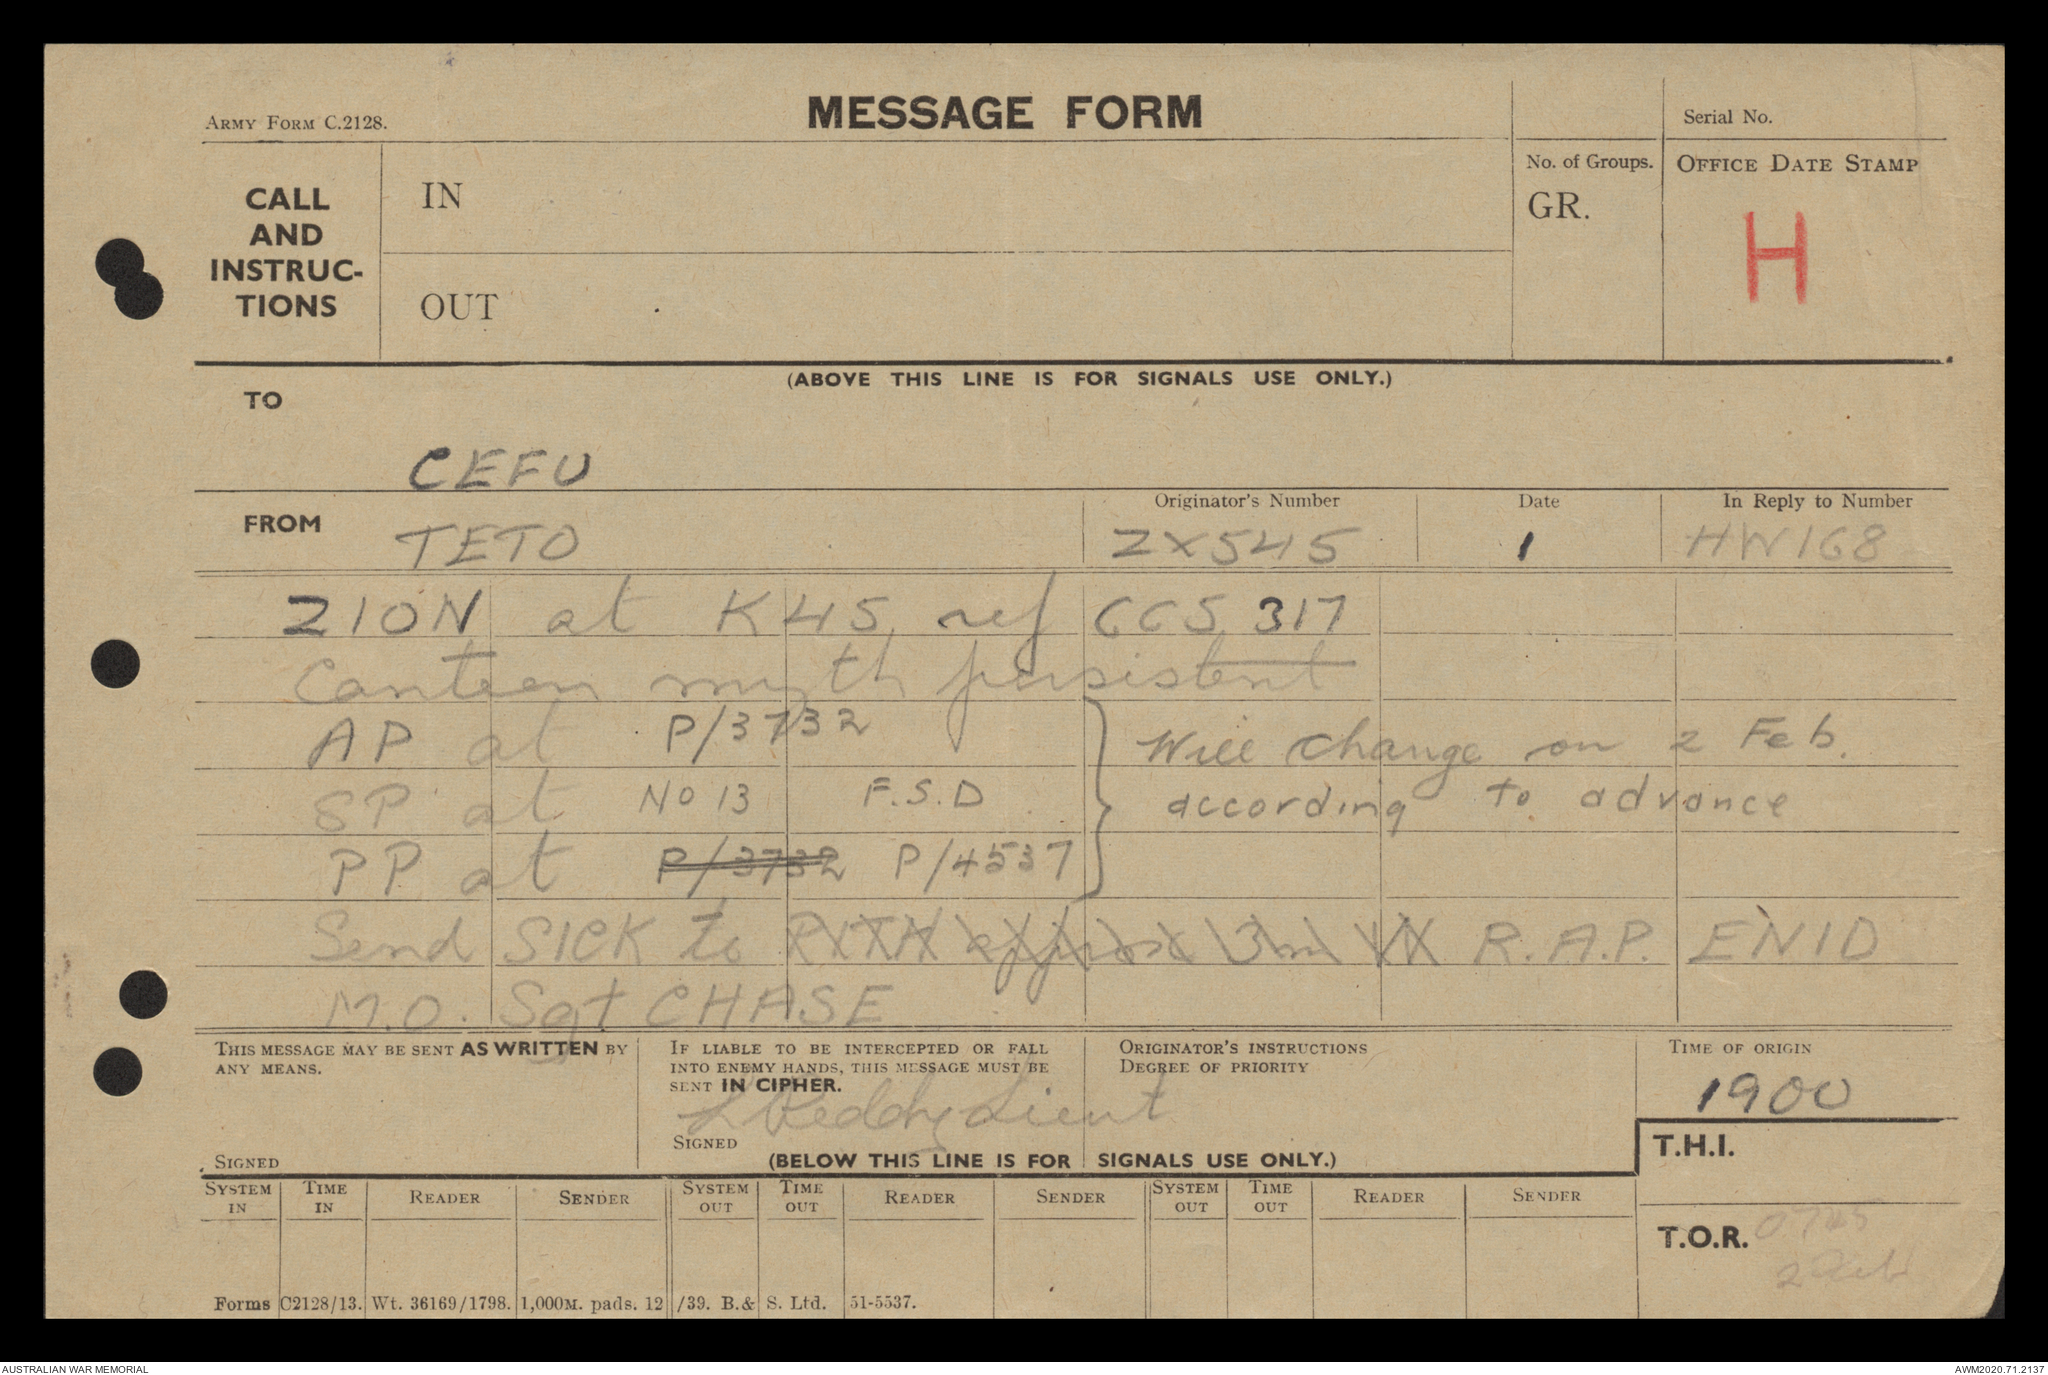 ARMY FORM C.2128.
MESSAGE FORM
Serial No.
CALL AND INSTRUC-TIONS
IN
OUT
No. of Groups.
GR.
OFFICE DATE STAMP
H
(ABOVE THIS LINE IS FOR SIGNALS USE ONLY.)
TO
CEFU
FROM
TETO
Originator's Number
ZX545
Date
1
In Reply to Number
HW168
ZION at K45 ref CCS 317
Canteen myth persistent
AP at P/3732
SP at No 13 F.S.D
PP at P/3732 P/4537
Will change on 2 Feb.
according to advance
Send SICK to R.A.P. ENID
M.O. Sgt CHASE
THIS MESSAGE MAY BE SENT AS WRITTEN BY
ANY MEANS.
SIGNED
IF LIABLE TO BE INTERCEPTED OR FALL
INTO ENEMY HANDS, THIS MESSAGE MUST BE
SENT IN CIPHER.
Lieut
SIGNED
ORIGINATOR'S INSTRUCTIONS
DEGREE OF PRIORITY
TIME OF ORIGIN
1900
(BELOW THIS LINE IS FOR SIGNALS USE ONLY.)
T.H.I.
SYSTEM IN
TIME IN
READER
SENDER
SYSTEM OUT
TIME OUT
READER
SENDER
SYSTEM OUT
TIME OUT
READER
SENDER
T.O.R. 0745
2 Feb
Forms C2128/13. Wt. 36169/1798. 1,000M. pads. 12/39. B.& S. Ltd. 51-5537.
AUSTRALIAN WAR MEMORIAL
AWM2020.71.2137